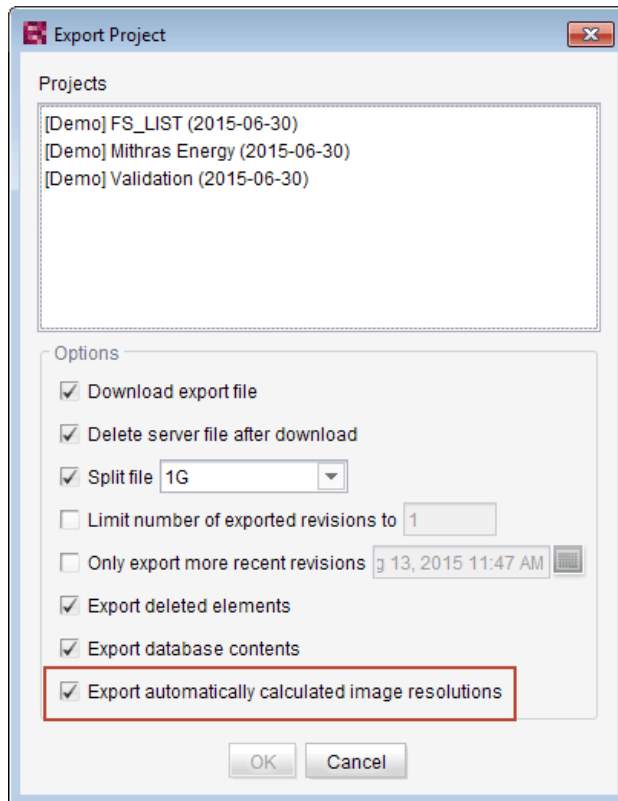 Export Project
Projects
[Demo] FS_LIST (2015-06-30)
[Demo] Mithras Energy (2015-06-30)
[Demo] Validation (2015-06-30)
Options
Download export file
Delete server file after download
Split file 1G
Limit number of exported revisions to 1
Only export more recent revisions g 13, 2015 11:47 AM
Export deleted elements
Export database contents
Export automatically calculated image resolutions
OK Cancel